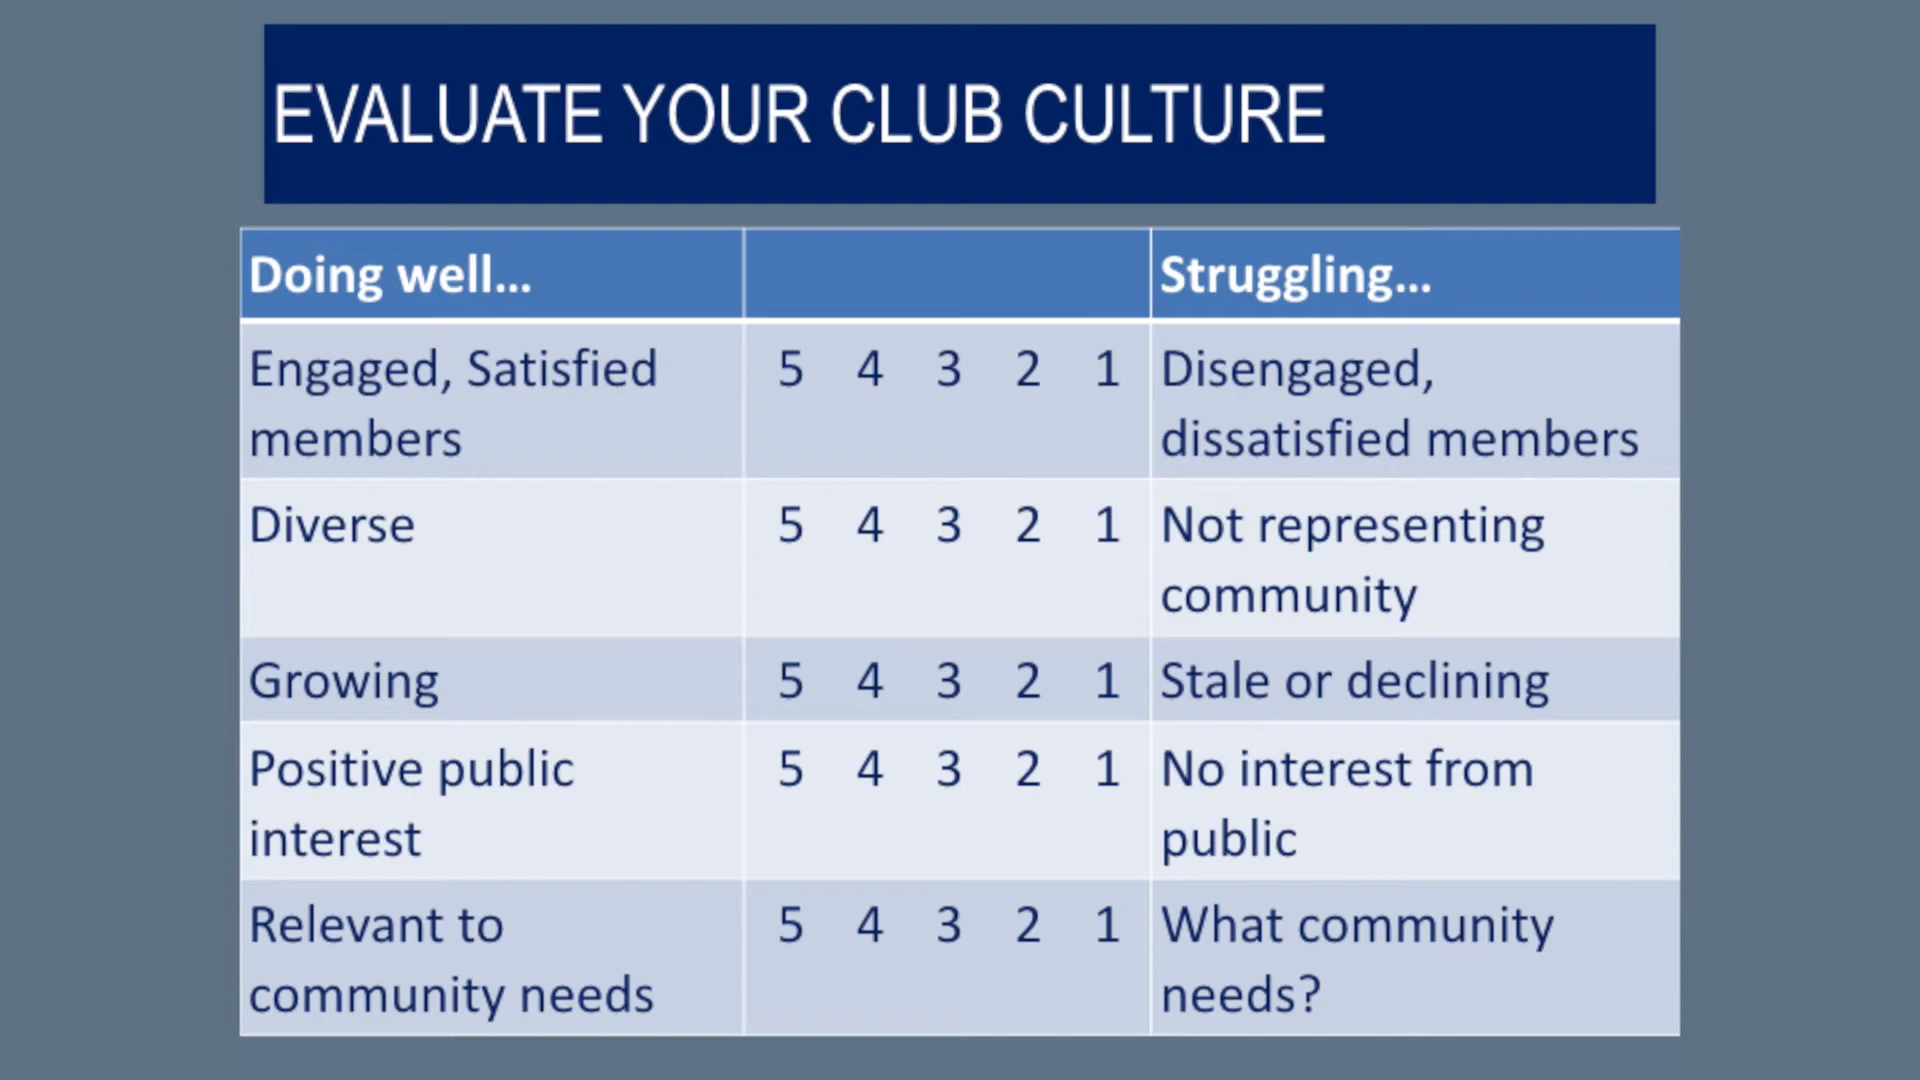 EVALUATE YOUR CLUB CULTURE
Doing well... Struggling...
Engaged, Satisfied 5 4 3 2 1 Disengaged,
members dissatisfied members
Diverse 5 4 3 2 1 Not representing
community
Growing 5 4 3 2 1 Stale or declining
Positive public 5 4 3 2 1 No interest from
interest public
Relevant to 5 4 3 2 1 What community
community needs needs?